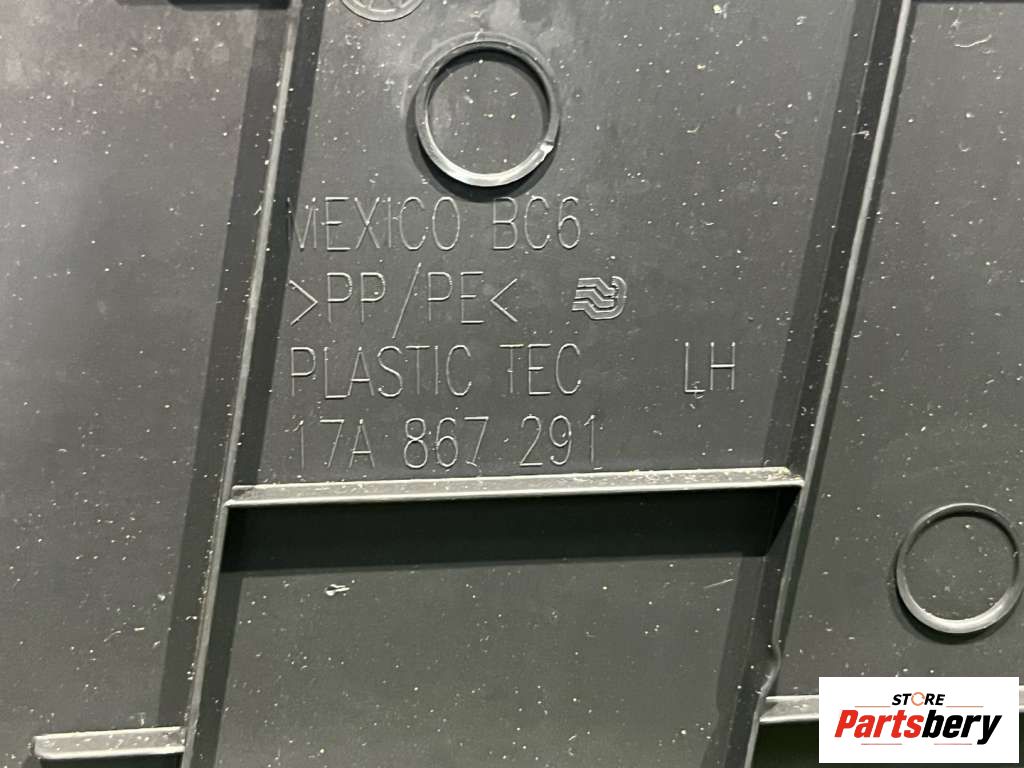 MEXICO BC6
>PP/PE<
PLASTIC TEC LH
17A 867 291
STORE
Partsbery